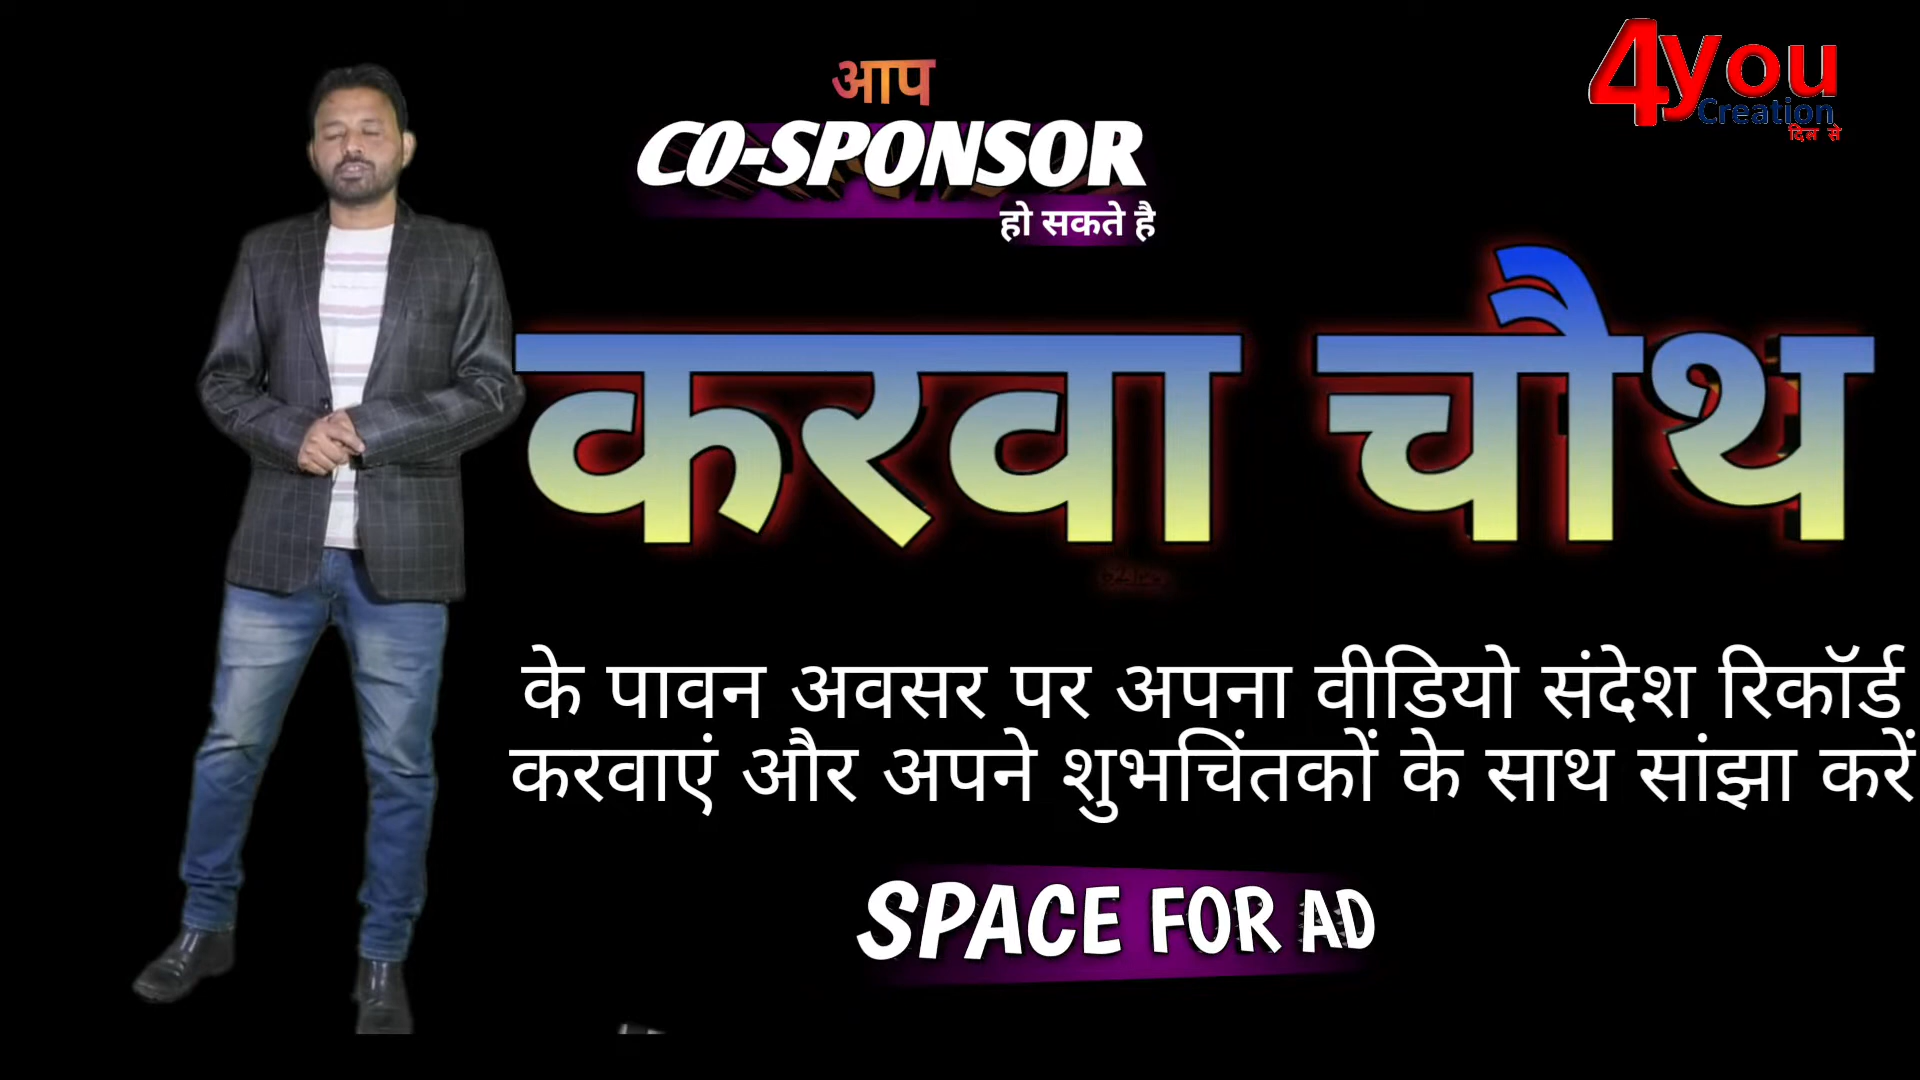 4you
Creation
दिल से
आप
CO-SPONSOR
हो सकते है
करवा चौथ
के पावन अवसर पर अपना वीडियो संदेश रिकॉर्ड
करवाएं और अपने शुभचिंतकों के साथ सांझा करें
SPACE FOR AD